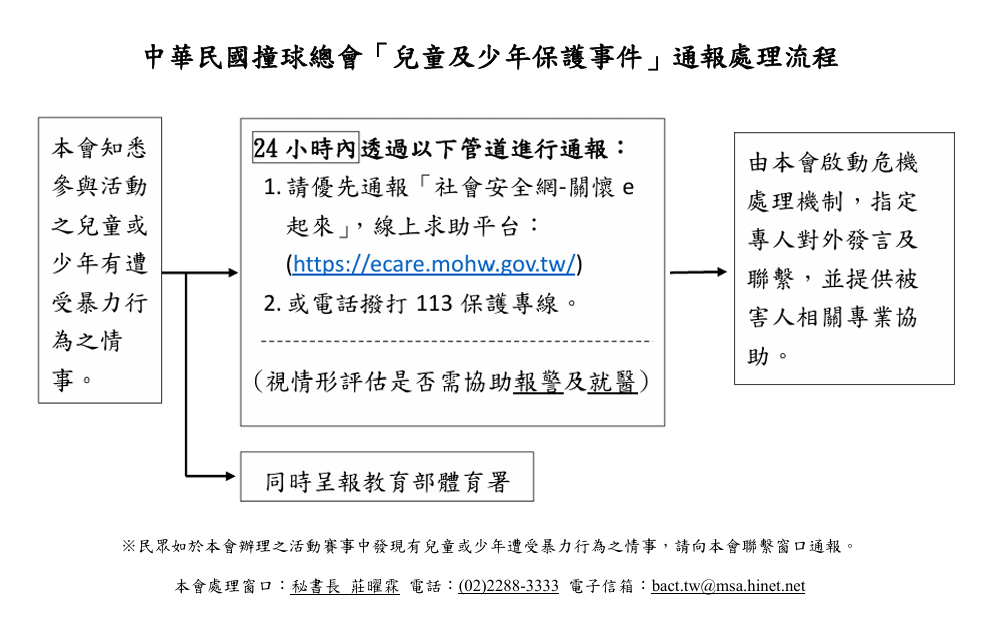 中華民國撞球總會「兒童及少年保護事件」通報處理流程
本會知悉
參與活動
之兒童或
少年有遭
受暴力行
為之情
事。
24 小時內透過以下管道進行通報：
1. 請優先通報「社會安全網-關懷 e
起來」，線上求助平台：
(https://ecare.mohw.gov.tw/)
2. 或電話撥打 113 保護專線。
（視情形評估是否需協助報警及就醫）
同時呈報教育部體育署
由本會啟動危機
處理機制，指定
專人對外發言及
聯繫，並提供被
害人相關專業協
助。
※民眾如於本會辦理之活動賽事中發現有兒童或少年遭受暴力行為之情事，請向本會聯繫窗口通報。
本會處理窗口：秘書長 莊曜霖 電話：(02)2288-3333 電子信箱：bact.tw@msa.hinet.net